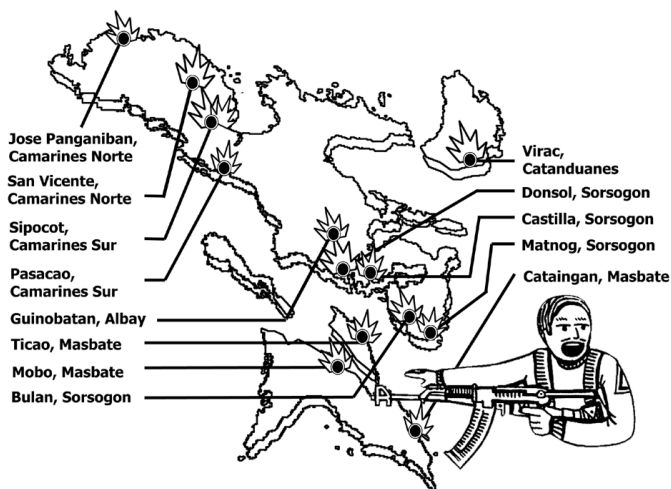 Jose Panganiban,
Camarines Norte
San Vicente,
Camarines Norte
Sipocot,
Camarines Sur
Pasacao,
Camarines Sur
Guinobatan, Albay
Ticao, Masbate
Mobo, Masbate
Bulan, Sorsogon
Virac,
Catanduanes
Donsol, Sorsogon
Castilla, Sorsogon
Matnog, Sorsogon
Cataingan, Masbate